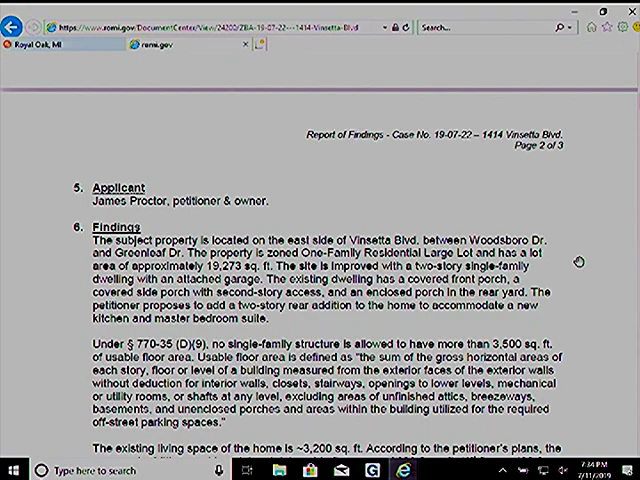 https://www.romi.gov/DocumentCenter/View/24200/ZBA-19-07-22---1414-Vinsetta-Blvd
Search...
Royal Oak, MI
romi.gov
Report of Findings - Case No. 19-07-22 – 1414 Vinsetta Blvd.
Page 2 of 3
5. Applicant
James Proctor, petitioner & owner.
6. Findings
The subject property is located on the east side of Vinsetta Blvd. between Woodsboro Dr.
and Greenleaf Dr. The property is zoned One-Family Residential Large Lot and has a lot
area of approximately 19,273 sq. ft. The site is improved with a two-story single-family
dwelling with an attached garage. The existing dwelling has a covered front porch, a
covered side porch with second-story access, and an enclosed porch in the rear yard. The
petitioner proposes to add a two-story rear addition to the home to accommodate a new
kitchen and master bedroom suite.
Under § 770-35 (D)(9), no single-family structure is allowed to have more than 3,500 sq. ft.
of usable floor area. Usable floor area is defined as “the sum of the gross horizontal areas of
each story, floor or level of a building measured from the exterior faces of the exterior walls
without deduction for interior walls, closets, stairways, openings to lower levels, mechanical
or utility rooms, or shafts at any level, excluding areas of unfinished attics, breezeways,
basements, and unenclosed porches and areas within the building utilized for the required
off-street parking spaces.”
The existing living space of the home is ~3,200 sq. ft. According to the petitioner's plans, the
Type here to search
7:34 PM
7/11/2019